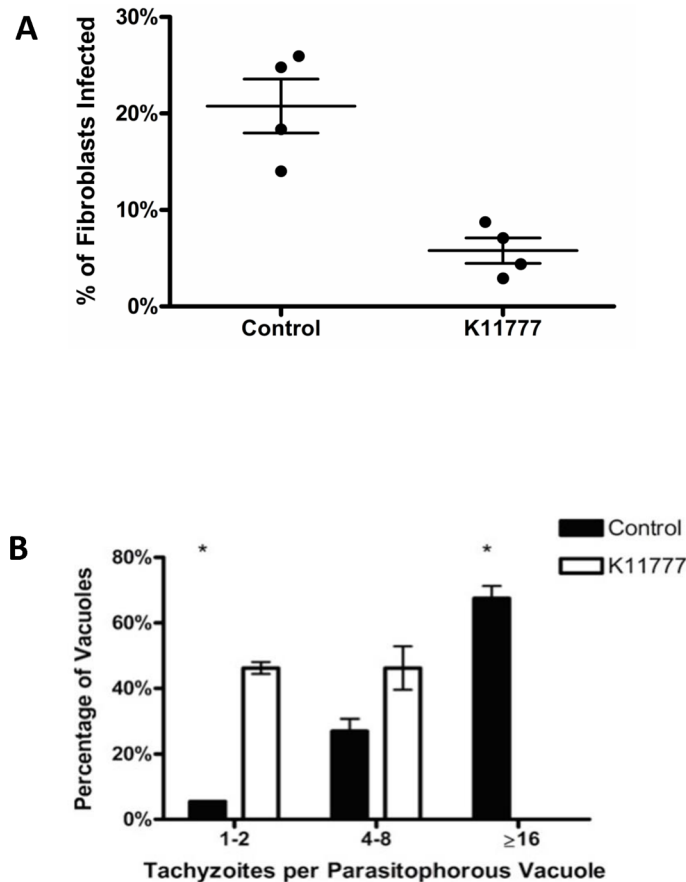 A
30%
20%
10%
0%
% of Fibroblasts Infected
Control
K11777
B
Control
K11777
* *
80%
60%
40%
20%
0%
Percentage of Vacuoles
1-2 4-8 ≥16
Tachyzoites per Parasitophorous Vacuole